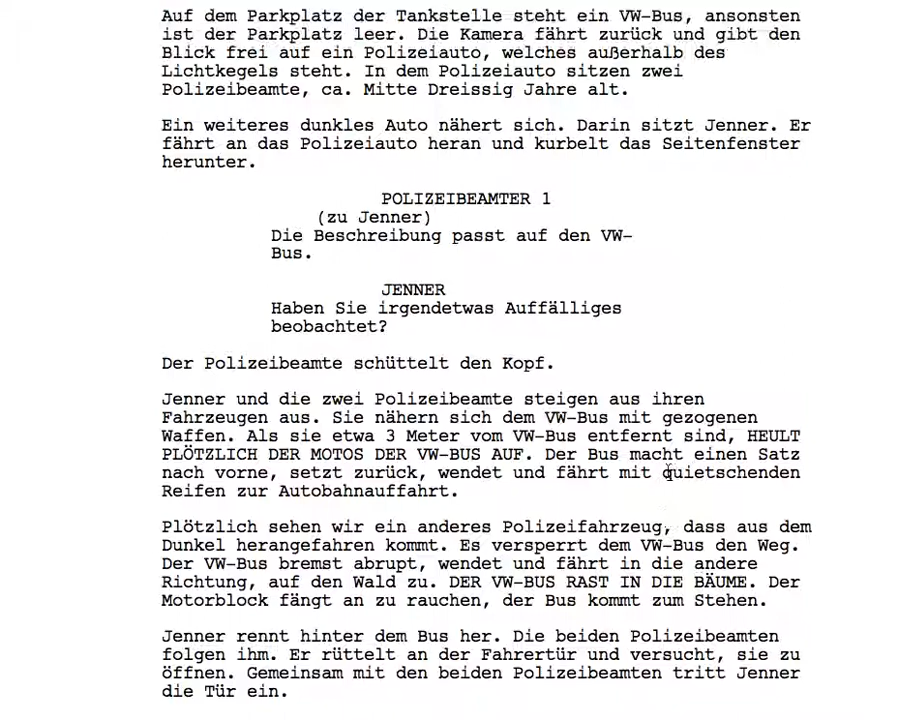 Auf dem Parkplatz der Tankstelle steht ein VW-Bus, ansonsten
ist der Parkplatz leer. Die Kamera fährt zurück und gibt den
Blick frei auf ein Polizeiauto, welches außerhalb des
Lichtkegels steht. In dem Polizeiauto sitzen zwei
Polizeibeamte, ca. Mitte Dreissig Jahre alt.
Ein weiteres dunkles Auto nähert sich. Darin sitzt Jenner. Er
fährt an das Polizeiauto heran und kurbelt das Seitenfenster
herunter.
POLIZEIBEAMTER 1
(zu Jenner)
Die Beschreibung passt auf den VW-
Bus.
JENNER
Haben Sie irgendetwas Auffälliges
beobachtet?
Der Polizeibeamte schüttelt den Kopf.
Jenner und die zwei Polizeibeamte steigen aus ihren
Fahrzeugen aus. Sie nähern sich dem VW-Bus mit gezogenen
Waffen. Als sie etwa 3 Meter vom VW-Bus entfernt sind, HEULT
PLÖTZLICH DER MOTOS DER VW-BUS AUF. Der Bus macht einen Satz
nach vorne, setzt zurück, wendet und fährt mit quietschenden
Reifen zur Autobahnauffahrt.
Plötzlich sehen wir ein anderes Polizeifahrzeug, dass aus dem
Dunkel herangefahren kommt. Es versperrt dem VW-Bus den Weg.
Der VW-Bus bremst abrupt, wendet und fährt in die andere
Richtung, auf den Wald zu. DER VW-BUS RAST IN DIE BÄUME. Der
Motorblock fängt an zu rauchen, der Bus kommt zum Stehen.
Jenner rennt hinter dem Bus her. Die beiden Polizeibeamten
folgen ihm. Er rüttelt an der Fahrertür und versucht, sie zu
öffnen. Gemeinsam mit den beiden Polizeibeamten tritt Jenner
die Tür ein.